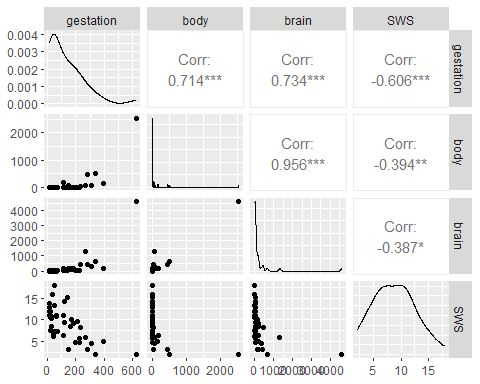 gestation body brain SWS
0.004
0.003
0.002
0.001
0.000
Corr:
0.714***
Corr:
0.734***
Corr:
-0.606***
gestation
2000
1000
0
Corr:
0.956***
Corr:
-0.394**
body
4000
3000
2000
1000
0
Corr:
-0.387*
brain
15
10
5
SWS
0 200 400 600
0 1000 2000
0 1000 2000 3000 4000
5 10 15